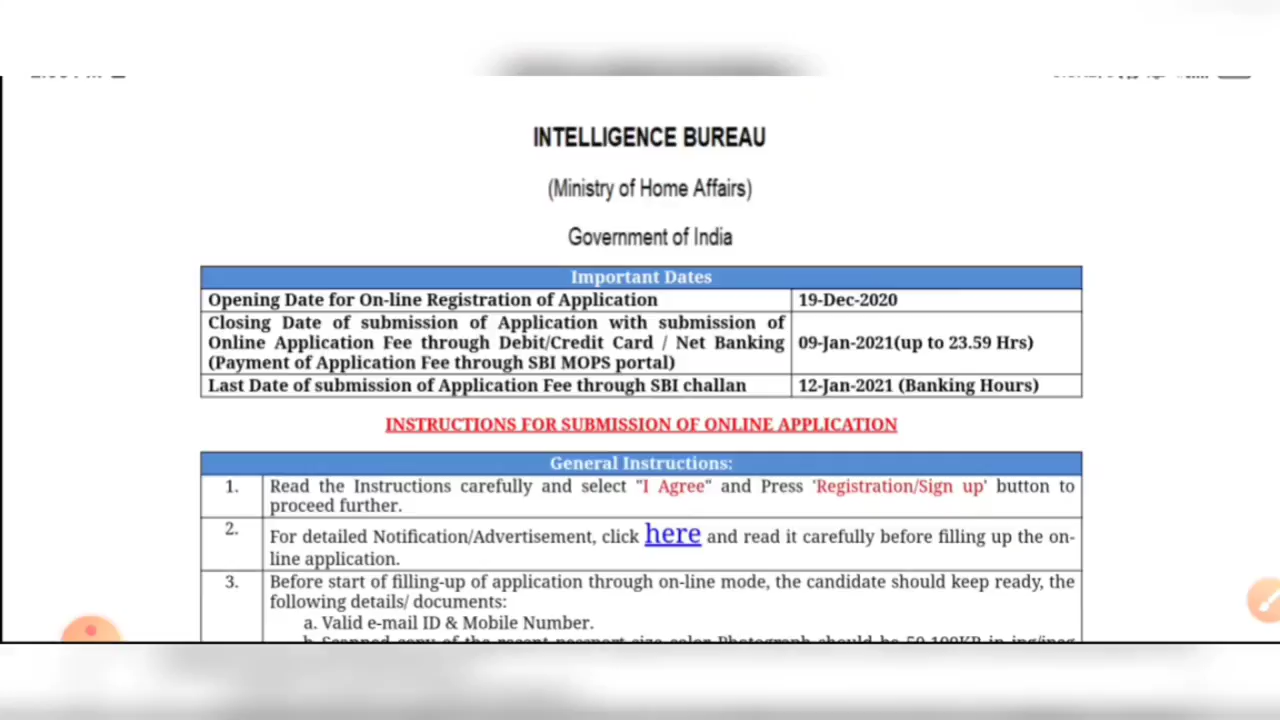 INTELLIGENCE BUREAU
(Ministry of Home Affairs)
Government of India
Important Dates
Opening Date for On-line Registration of Application 19-Dec-2020
Closing Date of submission of Application with submission of
Online Application Fee through Debit/Credit Card / Net Banking 09-Jan-2021(up to 23.59 Hrs)
(Payment of Application Fee through SBI MOPS portal)
Last Date of submission of Application Fee through SBI challan 12-Jan-2021 (Banking Hours)
INSTRUCTIONS FOR SUBMISSION OF ONLINE APPLICATION
General Instructions:
1. Read the Instructions carefully and select "I Agree" and Press 'Registration/Sign up' button to
proceed further.
2. For detailed Notification/Advertisement, click here and read it carefully before filling up the on-
line application.
3. Before start of filling-up of application through on-line mode, the candidate should keep ready, the
following details/ documents:
a. Valid e-mail ID & Mobile Number.